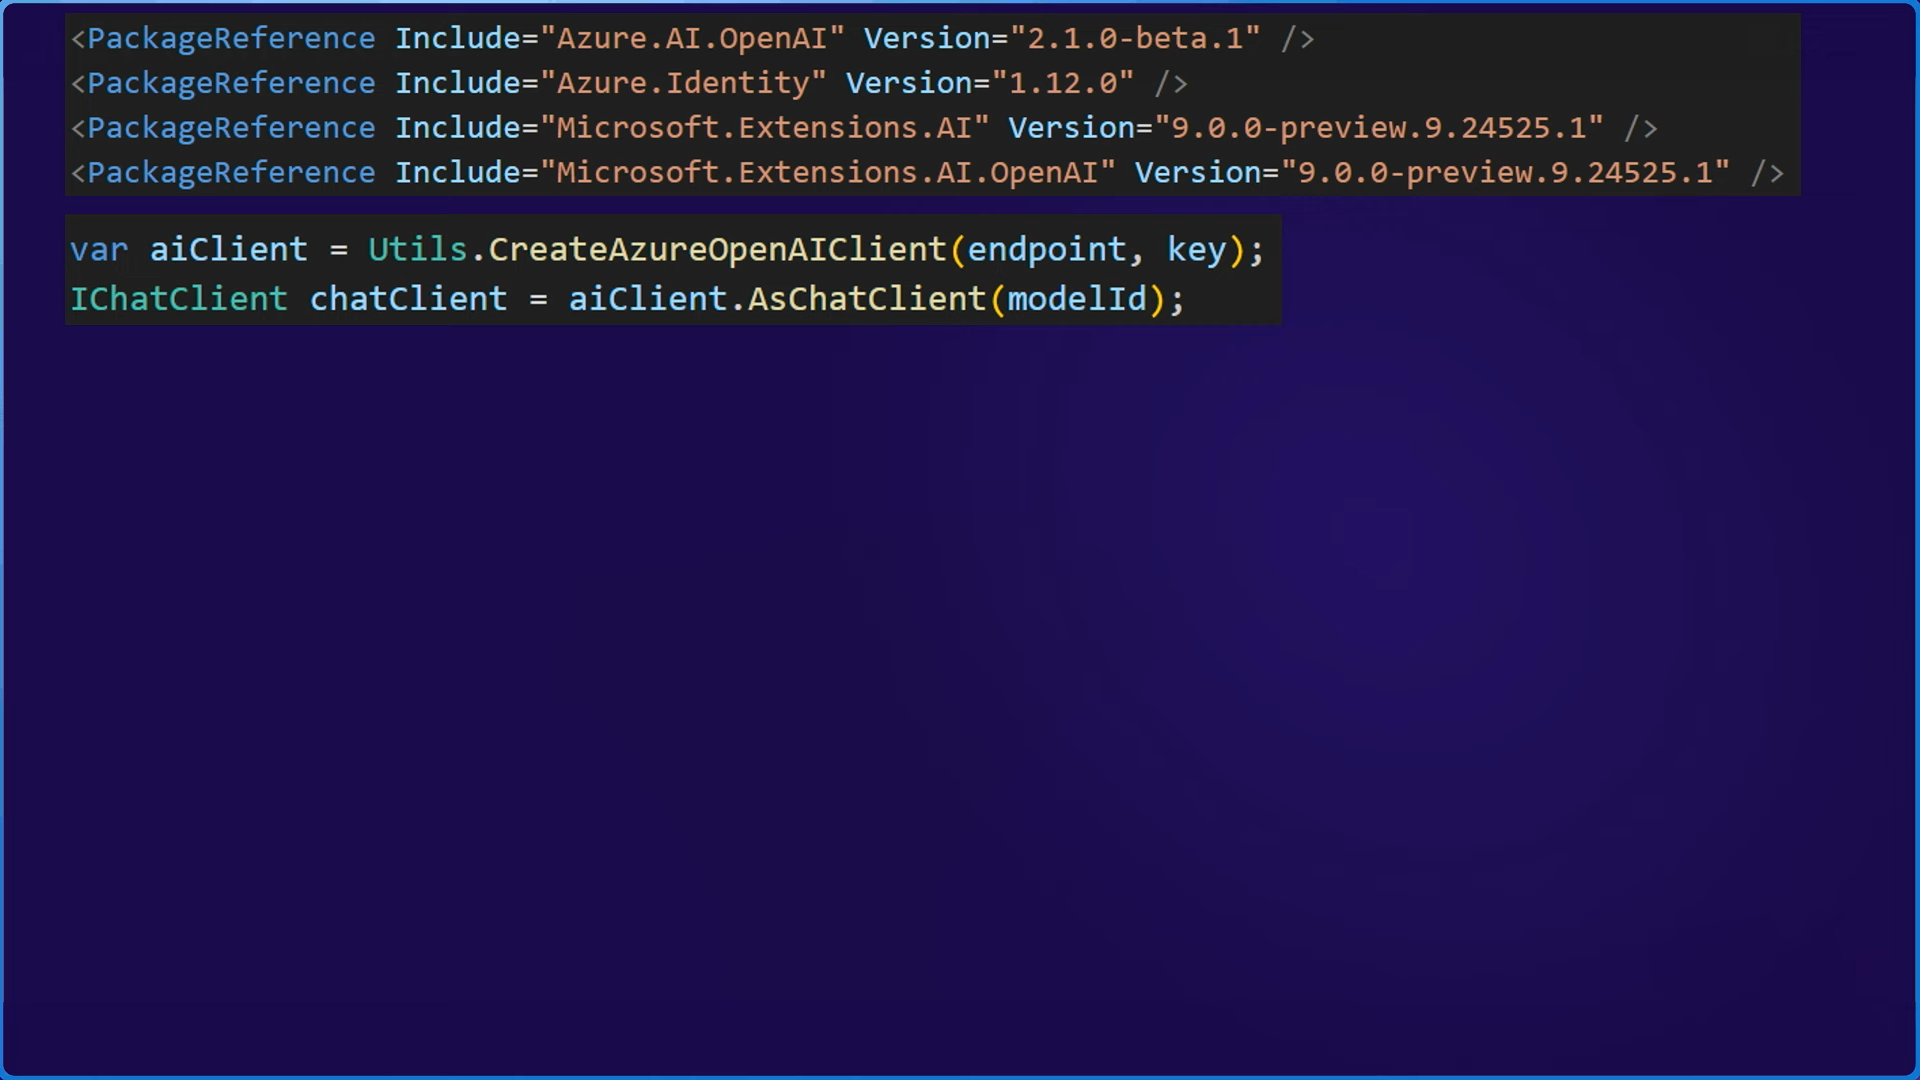 <PackageReference Include="Azure.AI.OpenAI" Version="2.1.0-beta.1" />
<PackageReference Include="Azure.Identity" Version="1.12.0" />
<PackageReference Include="Microsoft.Extensions.AI" Version="9.0.0-preview.9.24525.1" />
<PackageReference Include="Microsoft.Extensions.AI.OpenAI" Version="9.0.0-preview.9.24525.1" />
var aiClient = Utils.CreateAzureOpenAIClient(endpoint, key);
IChatClient chatClient = aiClient.AsChatClient(modelId);